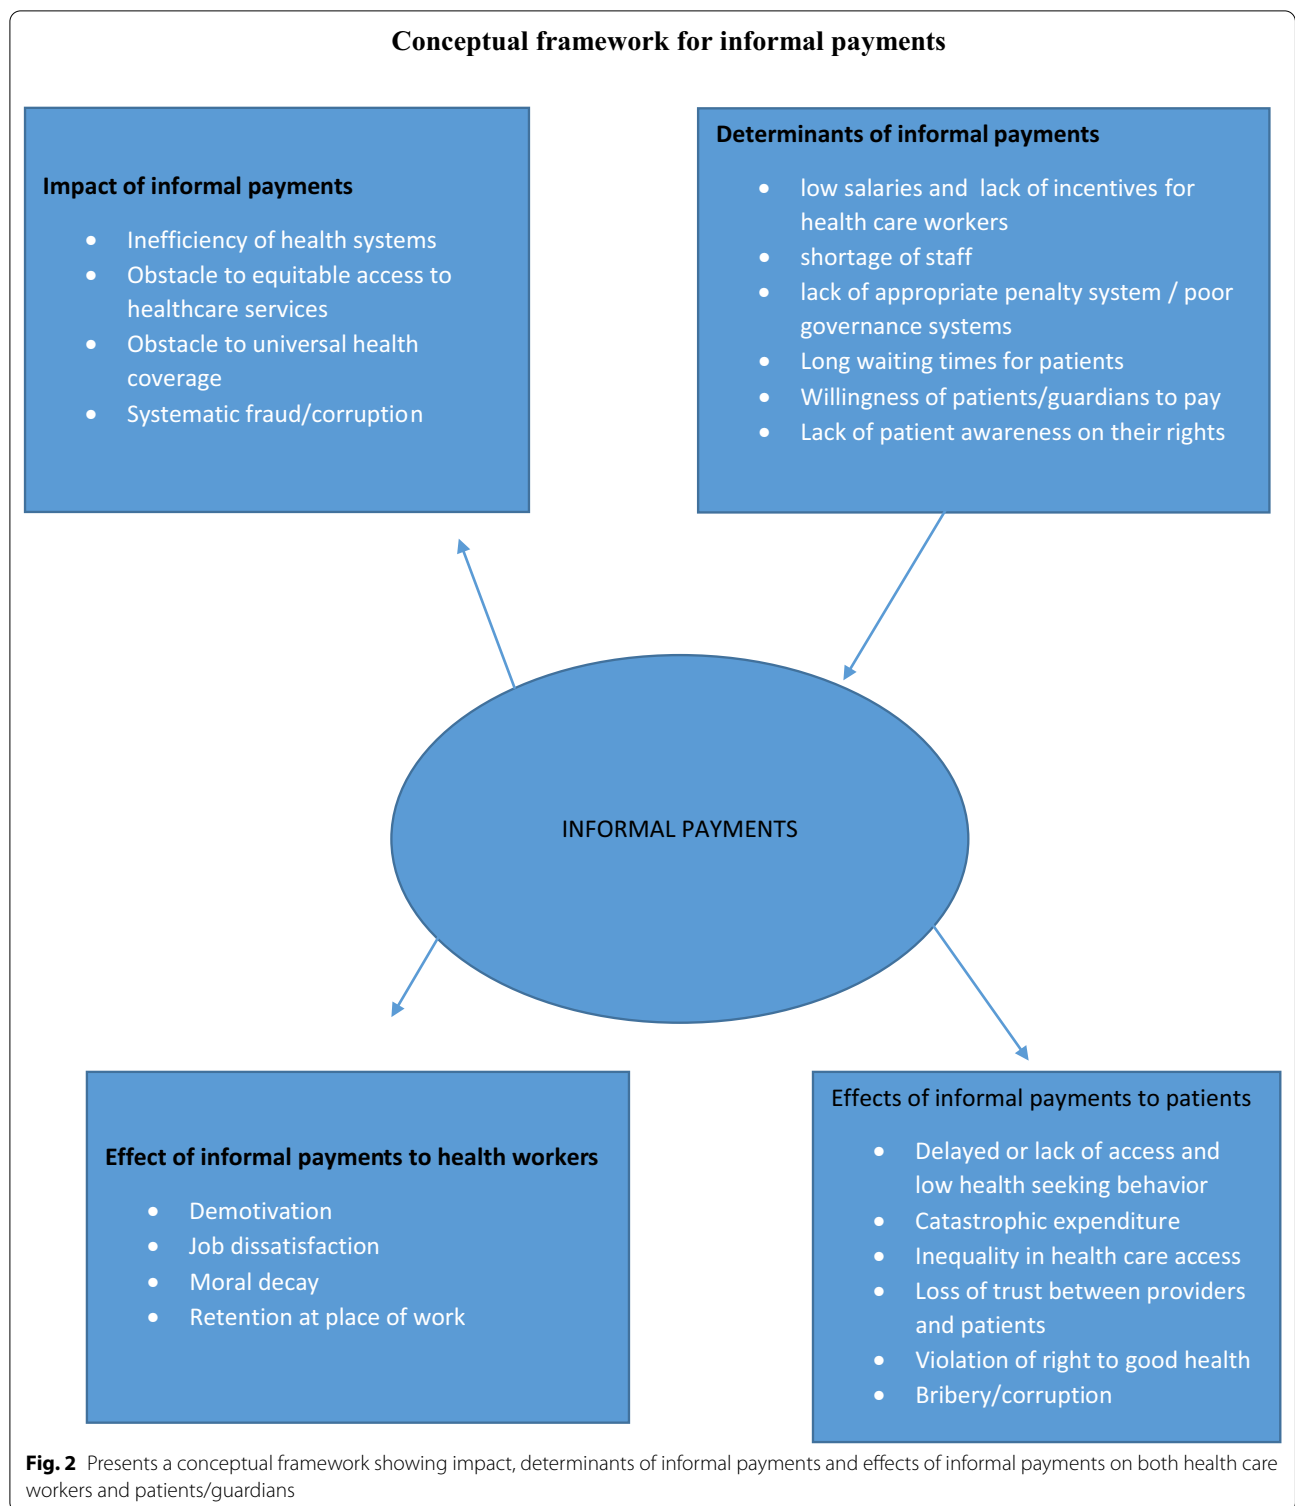 Conceptual framework for informal payments
Impact of informal payments
• Inefficiency of health systems
• Obstacle to equitable access to
healthcare services
• Obstacle to universal health
coverage
• Systematic fraud/corruption
Determinants of informal payments
• low salaries and lack of incentives for
health care workers
• shortage of staff
• lack of appropriate penalty system / poor
governance systems
• Long waiting times for patients
• Willingness of patients/guardians to pay
• Lack of patient awareness on their rights
INFORMAL PAYMENTS
Effect of informal payments to health workers
• Demotivation
• Job dissatisfaction
• Moral decay
• Retention at place of work
Effects of informal payments to patients
• Delayed or lack of access and
low health seeking behavior
• Catastrophic expenditure
• Inequality in health care access
• Loss of trust between providers
and patients
• Violation of right to good health
• Bribery/corruption
Fig. 2 Presents a conceptual framework showing impact, determinants of informal payments and effects of informal payments on both health care
workers and patients/guardians